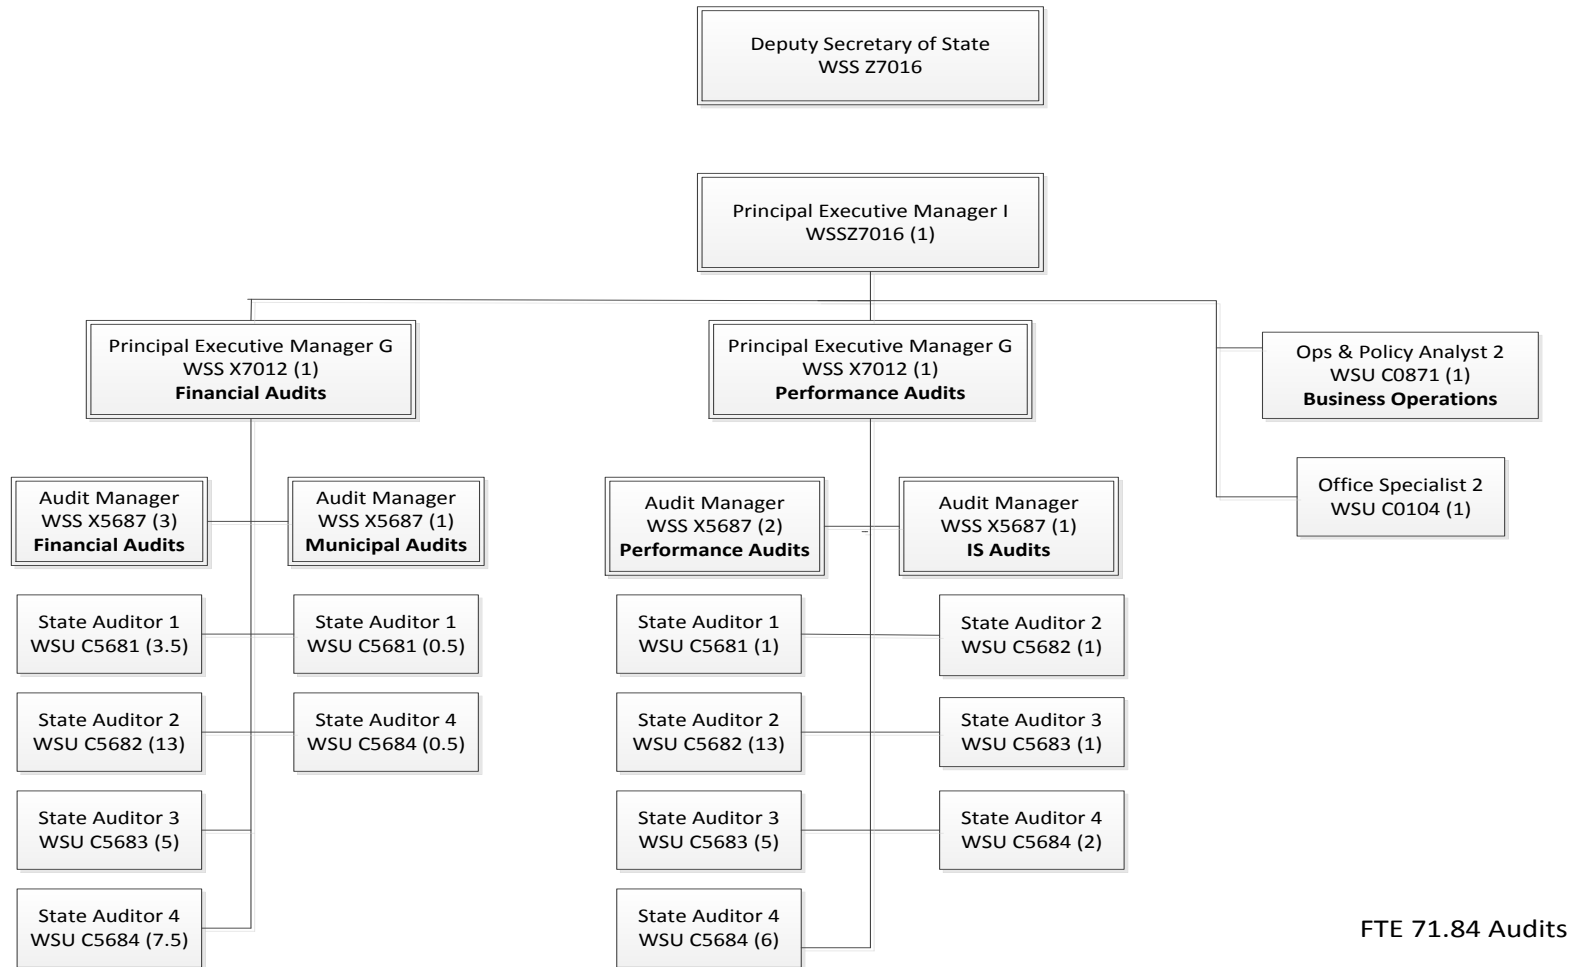 Deputy Secretary of State
WSS Z7016
Principal Executive Manager I
WSSZ7016 (1)
Principal Executive Manager G
WSS X7012 (1)
Financial Audits
Principal Executive Manager G
WSS X7012 (1)
Performance Audits
Ops & Policy Analyst 2
WSU C0871 (1)
Business Operations
Office Specialist 2
WSU C0104 (1)
Audit Manager
WSS X5687 (3)
Financial Audits
Audit Manager
WSS X5687 (1)
Municipal Audits
Audit Manager
WSS X5687 (2)
Performance Audits
Audit Manager
WSS X5687 (1)
IS Audits
State Auditor 1
WSU C5681 (3.5)
State Auditor 1
WSU C5681 (0.5)
State Auditor 1
WSU C5681 (1)
State Auditor 2
WSU C5682 (1)
State Auditor 2
WSU C5682 (13)
State Auditor 4
WSU C5684 (0.5)
State Auditor 2
WSU C5682 (13)
State Auditor 3
WSU C5683 (1)
State Auditor 3
WSU C5683 (5)
State Auditor 3
WSU C5683 (5)
State Auditor 4
WSU C5684 (2)
State Auditor 4
WSU C5684 (7.5)
State Auditor 4
WSU C5684 (6)
FTE 71.84 Audits